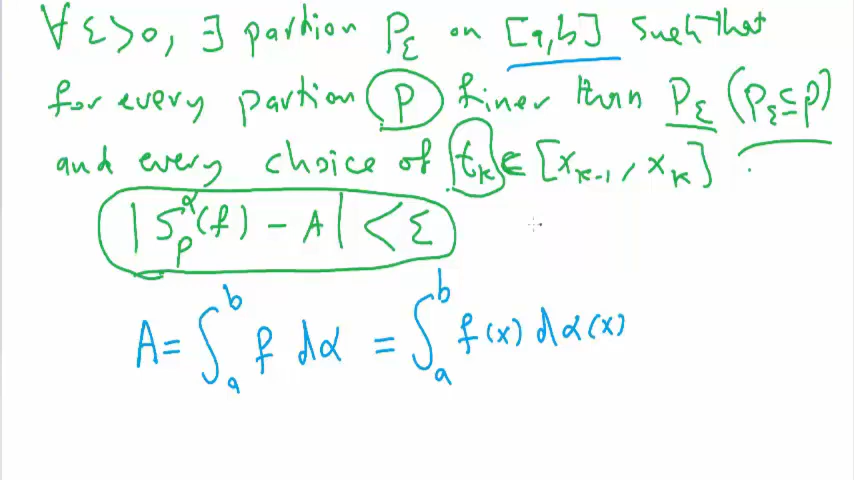 ∀ ε>0, ∃ partion P_ε on [a,b] such that
for every partion P finer than P_ε (P_ε ⊆ P)
and every choice of t_k ∈ [x_{k-1}, x_k]
| S_P^α(f) − A | < ε
A = ∫_a^b f dα = ∫_a^b f(x) dα(x)